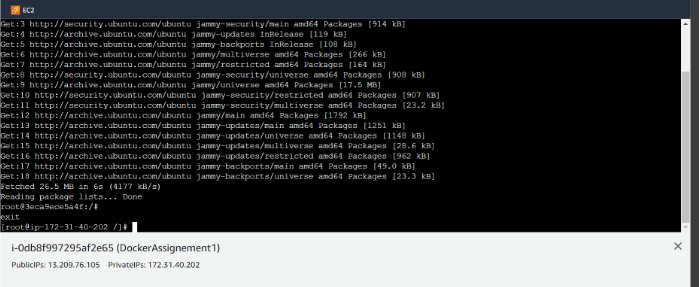 EC2
Get:3 http://security.ubuntu.com/ubuntu jammy-security/main amd64 Packages [914 kB]
Get:4 http://archive.ubuntu.com/ubuntu jammy-updates InRelease [119 kB]
Get:5 http://archive.ubuntu.com/ubuntu jammy-backports InRelease [108 kB]
Get:6 http://archive.ubuntu.com/ubuntu jammy/multiverse amd64 Packages [266 kB]
Get:7 http://archive.ubuntu.com/ubuntu jammy/restricted amd64 Packages [164 kB]
Get:8 http://security.ubuntu.com/ubuntu jammy-security/universe amd64 Packages [908 kB]
Get:9 http://archive.ubuntu.com/ubuntu jammy/universe amd64 Packages [17.5 MB]
Get:10 http://security.ubuntu.com/ubuntu jammy-security/restricted amd64 Packages [907 kB]
Get:11 http://security.ubuntu.com/ubuntu jammy-security/multiverse amd64 Packages [23.2 kB]
Get:12 http://archive.ubuntu.com/ubuntu jammy/main amd64 Packages [1792 kB]
Get:13 http://archive.ubuntu.com/ubuntu jammy-updates/main amd64 Packages [1251 kB]
Get:14 http://archive.ubuntu.com/ubuntu jammy-updates/universe amd64 Packages [1148 kB]
Get:15 http://archive.ubuntu.com/ubuntu jammy-updates/multiverse amd64 Packages [28.6 kB]
Get:16 http://archive.ubuntu.com/ubuntu jammy-updates/restricted amd64 Packages [962 kB]
Get:17 http://archive.ubuntu.com/ubuntu jammy-backports/main amd64 Packages [49.0 kB]
Get:18 http://archive.ubuntu.com/ubuntu jammy-backports/universe amd64 Packages [23.3 kB]
Fetched 26.5 MB in 6s (4177 kB/s)
Reading package lists... Done
root@3eca9ece5a4f:/#
exit
[root@ip-172-31-40-202 /]#
i-0db8f997295af2e65 (DockerAssignement1)
PublicIPs: 13.209.76.105 PrivateIPs: 172.31.40.202